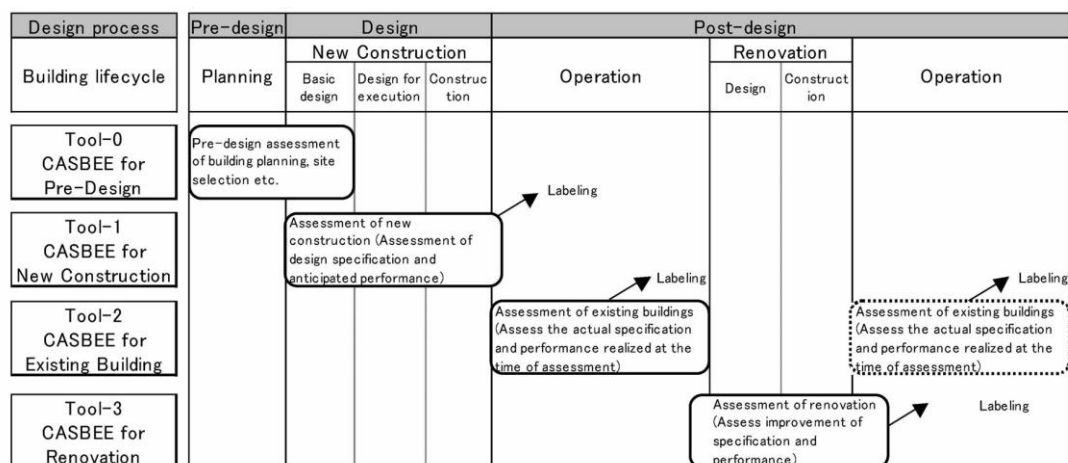 Design process
Pre-design
Design
Post-design
Building lifecycle
Planning
New Construction
Basic
design
Design for
execution
Construc
tion
Operation
Renovation
Design
Construct
ion
Operation
Tool-0
CASBEE for
Pre-Design
Pre-design assessment
of building planning, site
selection etc.
Labeling
Tool-1
CASBEE for
New Construction
Assessment of new
construction (Assessment of
design specification and
anticipated performance)
Labeling
Labeling
Tool-2
CASBEE for
Existing Building
Assessment of existing buildings
(Assess the actual specification
and performance realized at the
time of assessment)
Assessment of existing buildings
(Assess the actual specification
and performance realized at the
time of assessment)
Tool-3
CASBEE for
Renovation
Assessment of renovation
(Assess improvement of
specification and
performance)
Labeling